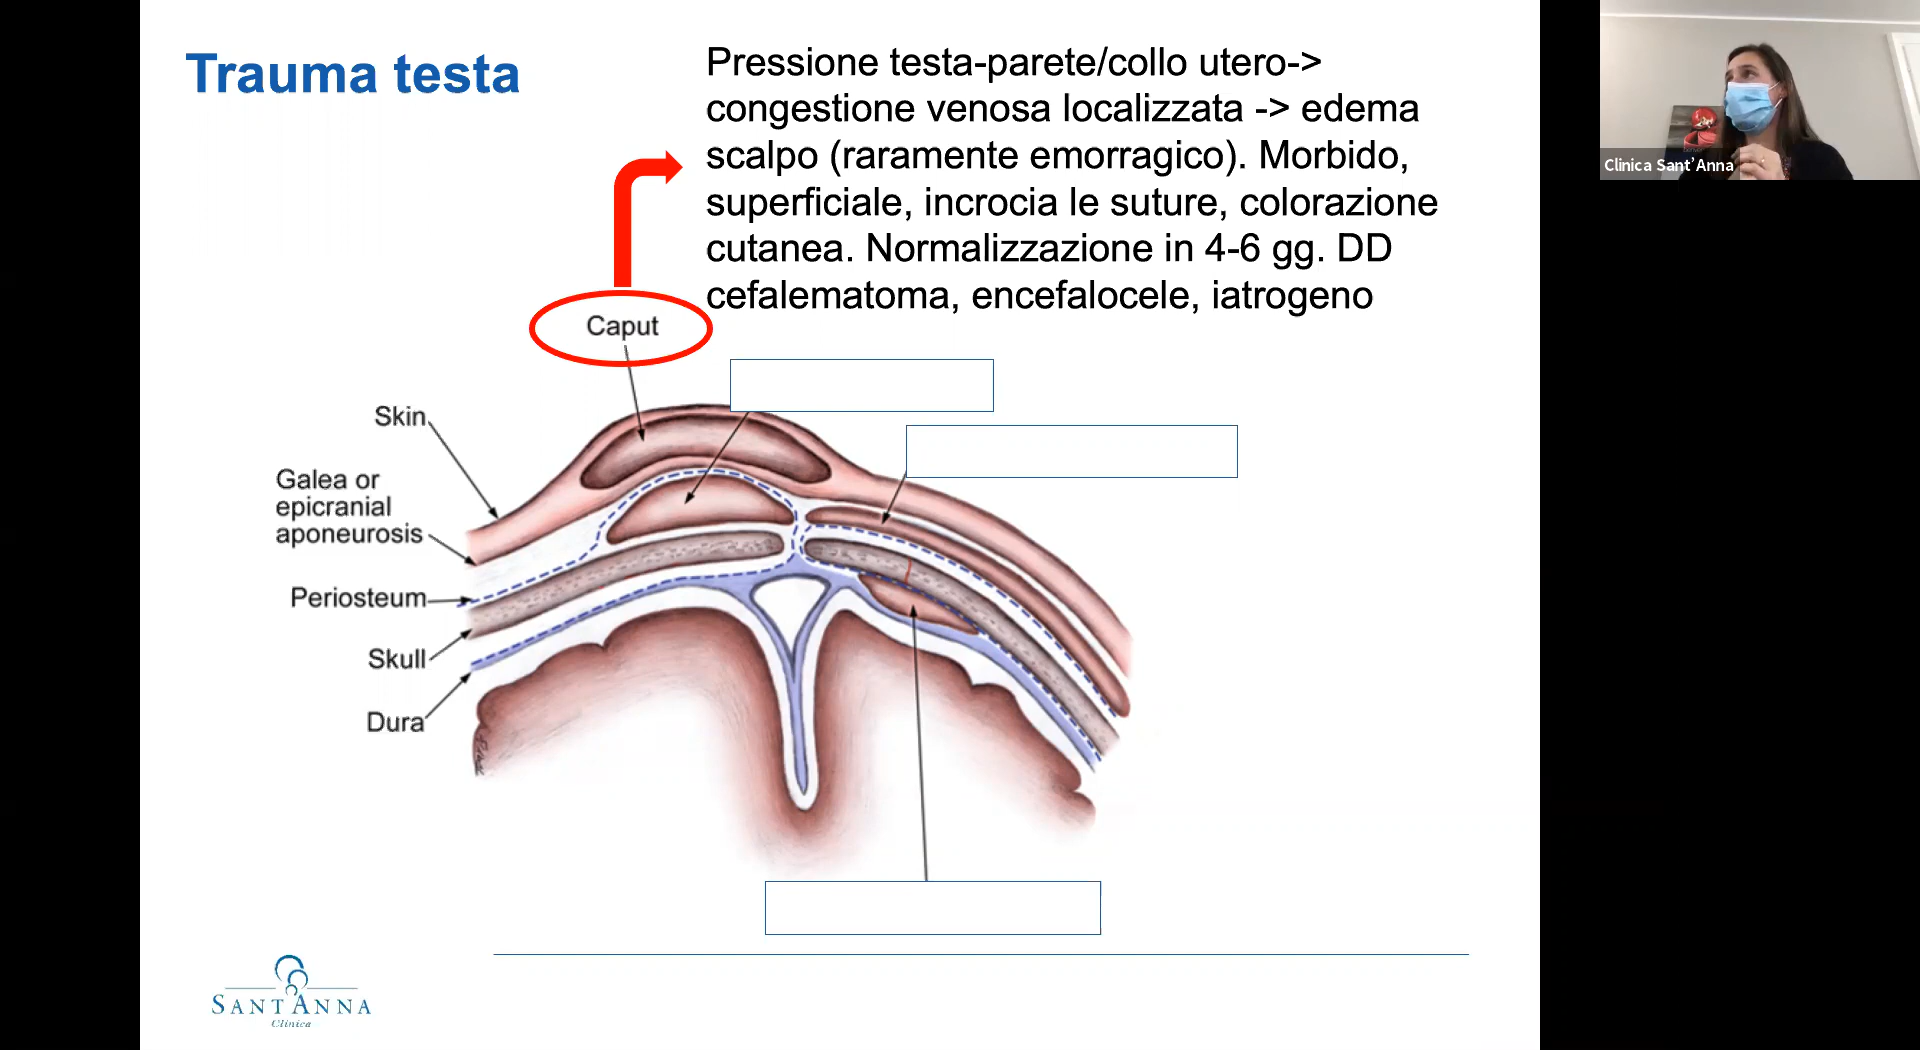 Trauma testa
Pressione testa-parete/collo utero->
congestione venosa localizzata -> edema
scalpo (raramente emorragico). Morbido,
superficiale, incrocia le suture, colorazione
cutanea. Normalizzazione in 4-6 gg. DD
cefalematoma, encefalocele, iatrogeno
Clinica Sant'Anna
Caput
Skin
Galea or
epicranial
aponeurosis
Periosteum
Skull
Dura
SANT'ANNA
Clinica